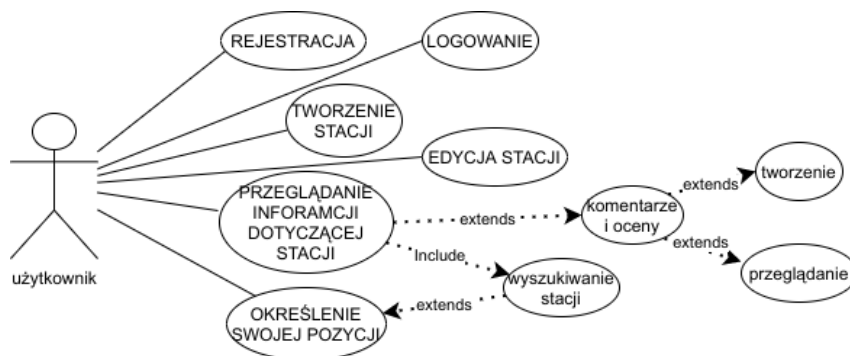 REJESTRACJA
LOGOWANIE
TWORZENIE
STACJI
EDYCJA STACJI
PRZEGLĄDANIE
INFORAMCJI
DOTYCZĄCEJ
STACJI
extends
komentarze
i oceny
extends
tworzenie
extends
przeglądanie
Include
wyszukiwanie
stacji
extends
OKREŚLENIE
SWOJEJ POZYCJI
użytkownik